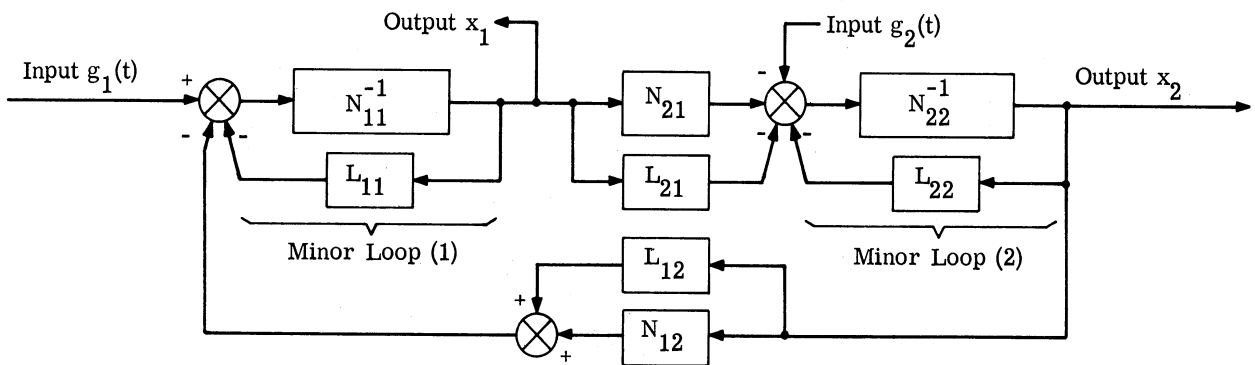 Output x₁
Input g₂(t)
Input g₁(t)
Output x₂
+
-
-
N₁₁⁻¹
N₂₁
-
-
-
N₂₂⁻¹
L₁₁
L₂₁
L₂₂
Minor Loop (1)
Minor Loop (2)
L₁₂
+
+
N₁₂